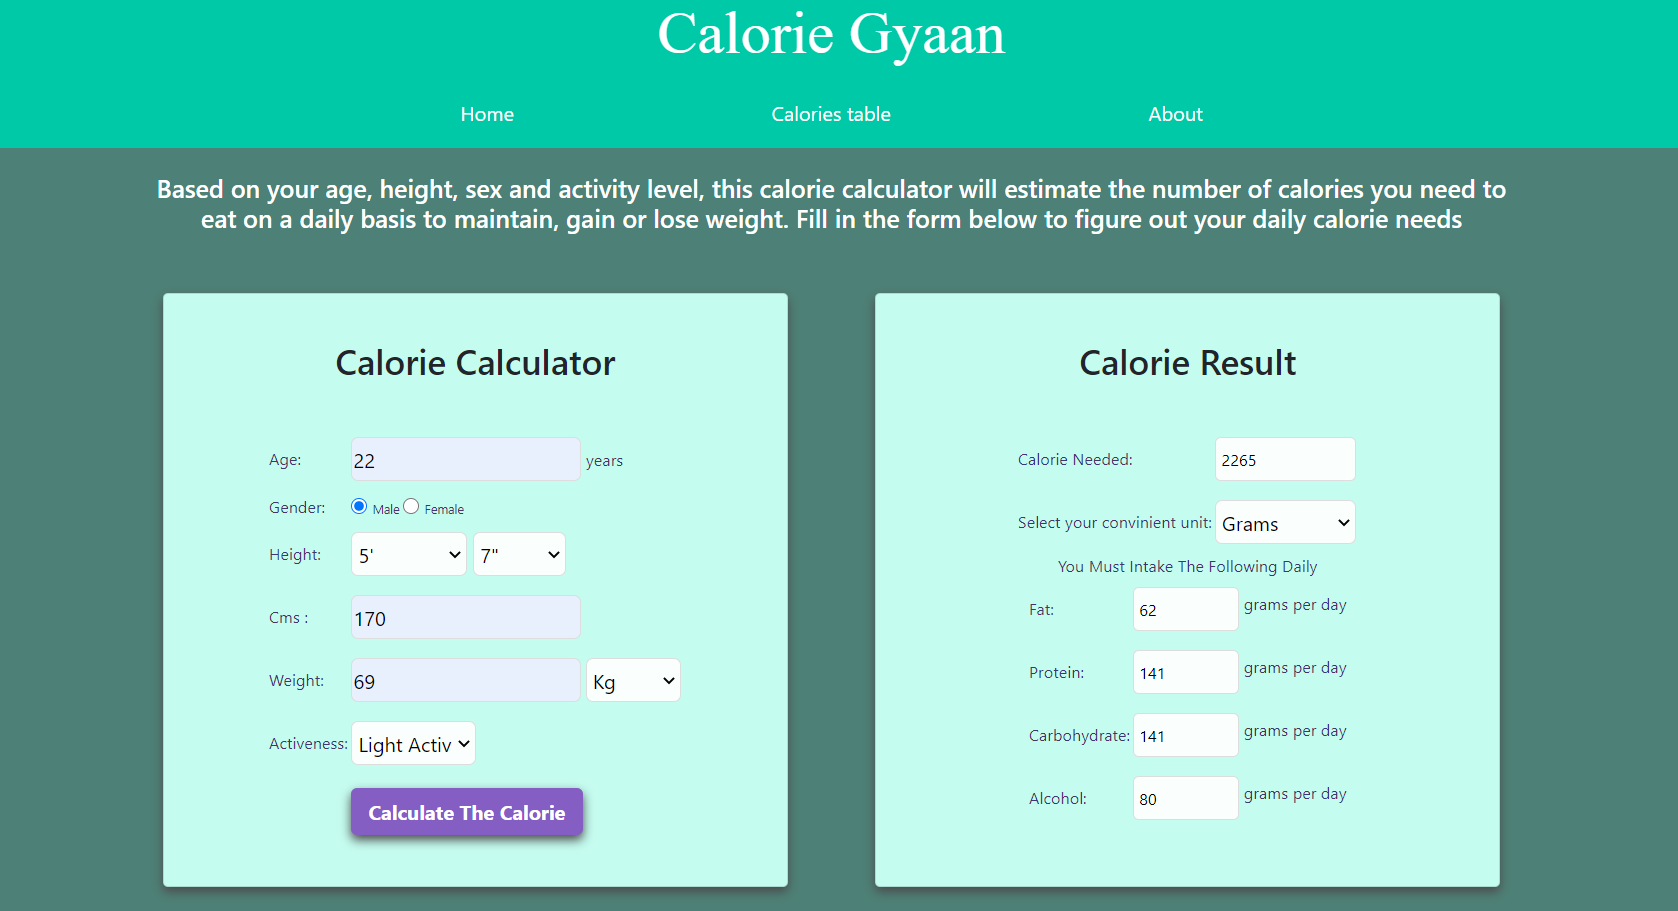 Calorie Gyaan
Home Calories table About
Based on your age, height, sex and activity level, this calorie calculator will estimate the number of calories you need to
eat on a daily basis to maintain, gain or lose weight. Fill in the form below to figure out your daily calorie needs
Calorie Calculator
Age: 22 years
Gender: Male Female
Height: 5' 7"
Cms : 170
Weight: 69 Kg
Activeness: Light Activ
Calculate The Calorie
Calorie Result
Calorie Needed: 2265
Select your convinient unit: Grams
You Must Intake The Following Daily
Fat: 62 grams per day
Protein: 141 grams per day
Carbohydrate: 141 grams per day
Alcohol: 80 grams per day